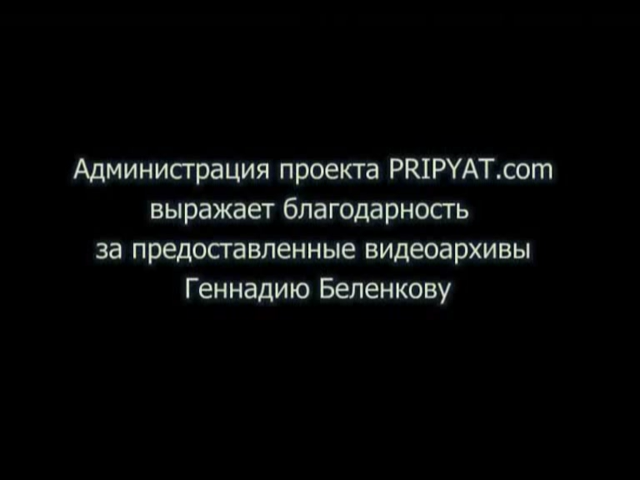 Администрация проекта PRIPYAT.com
выражает благодарность
за предоставленные видеоархивы
Геннадию Беленкову